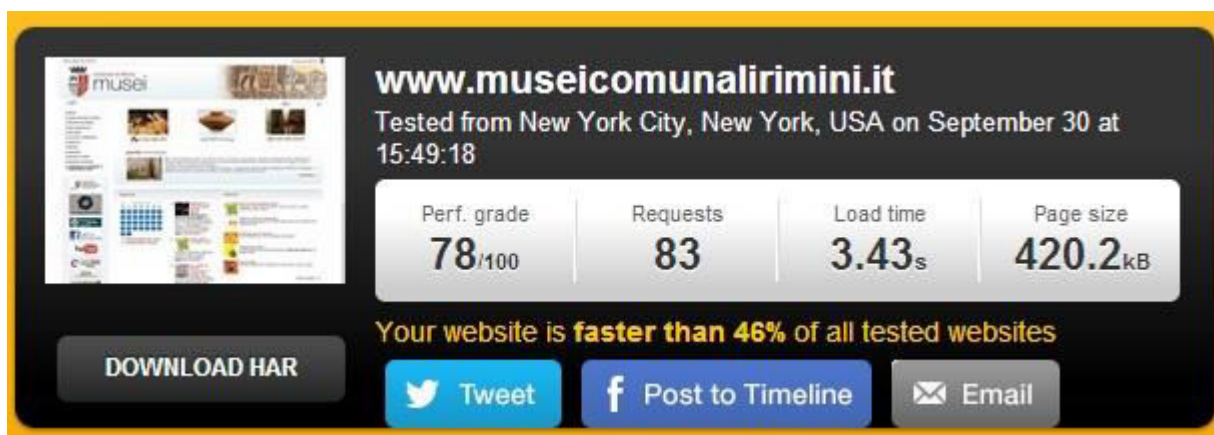 musei
www.museicomunalirimini.it
Tested from New York City, New York, USA on September 30 at
15:49:18
Perf. grade
Requests
Load time
Page size
78/100
83
3.43s
420.2kB
Your website is faster than 46% of all tested websites
DOWNLOAD HAR
Tweet
f Post to Timeline
Email